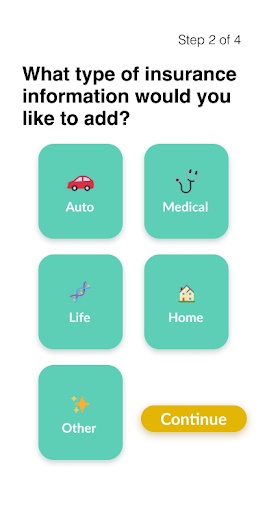 Step 2 of 4
What type of insurance
information would you
like to add?
Auto
Medical
Life
Home
Other
Continue